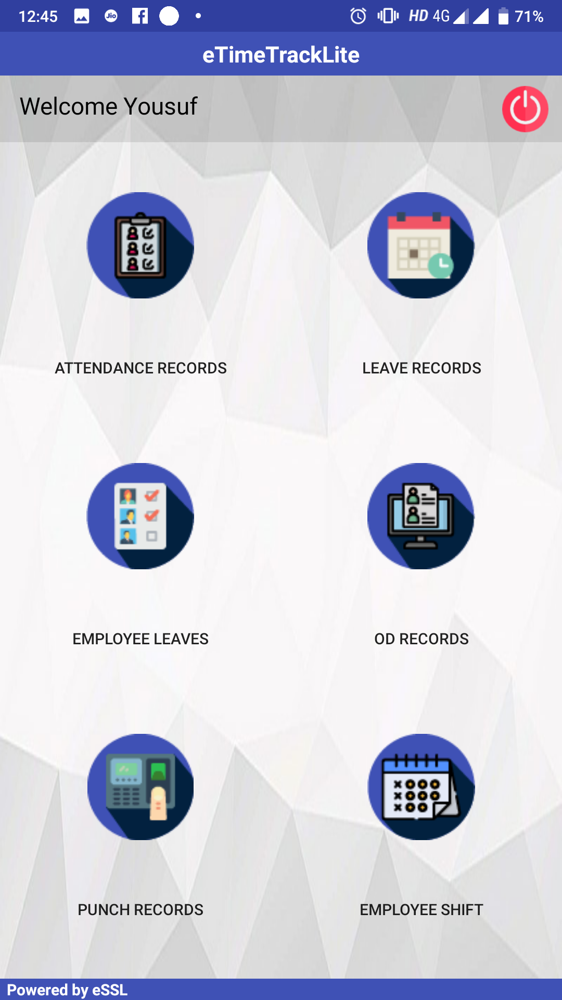 12:45 Jio HD 4G 71%
eTimeTrackLite
Welcome Yousuf
ATTENDANCE RECORDS
LEAVE RECORDS
EMPLOYEE LEAVES
OD RECORDS
PUNCH RECORDS
EMPLOYEE SHIFT
Powered by eSSL